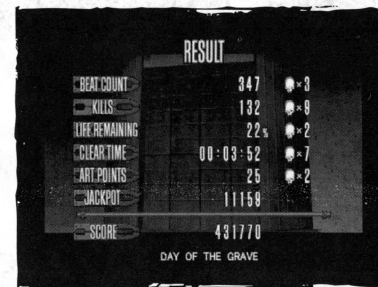 RESULT
BEAT COUNT 347 ×3
KILLS 132 ×9
LIFE REMAINING 22% ×2
CLEAR TIME 00:03:52 ×7
ART POINTS 25 ×2
JACKPOT 11159
SCORE 431770
DAY OF THE GRAVE